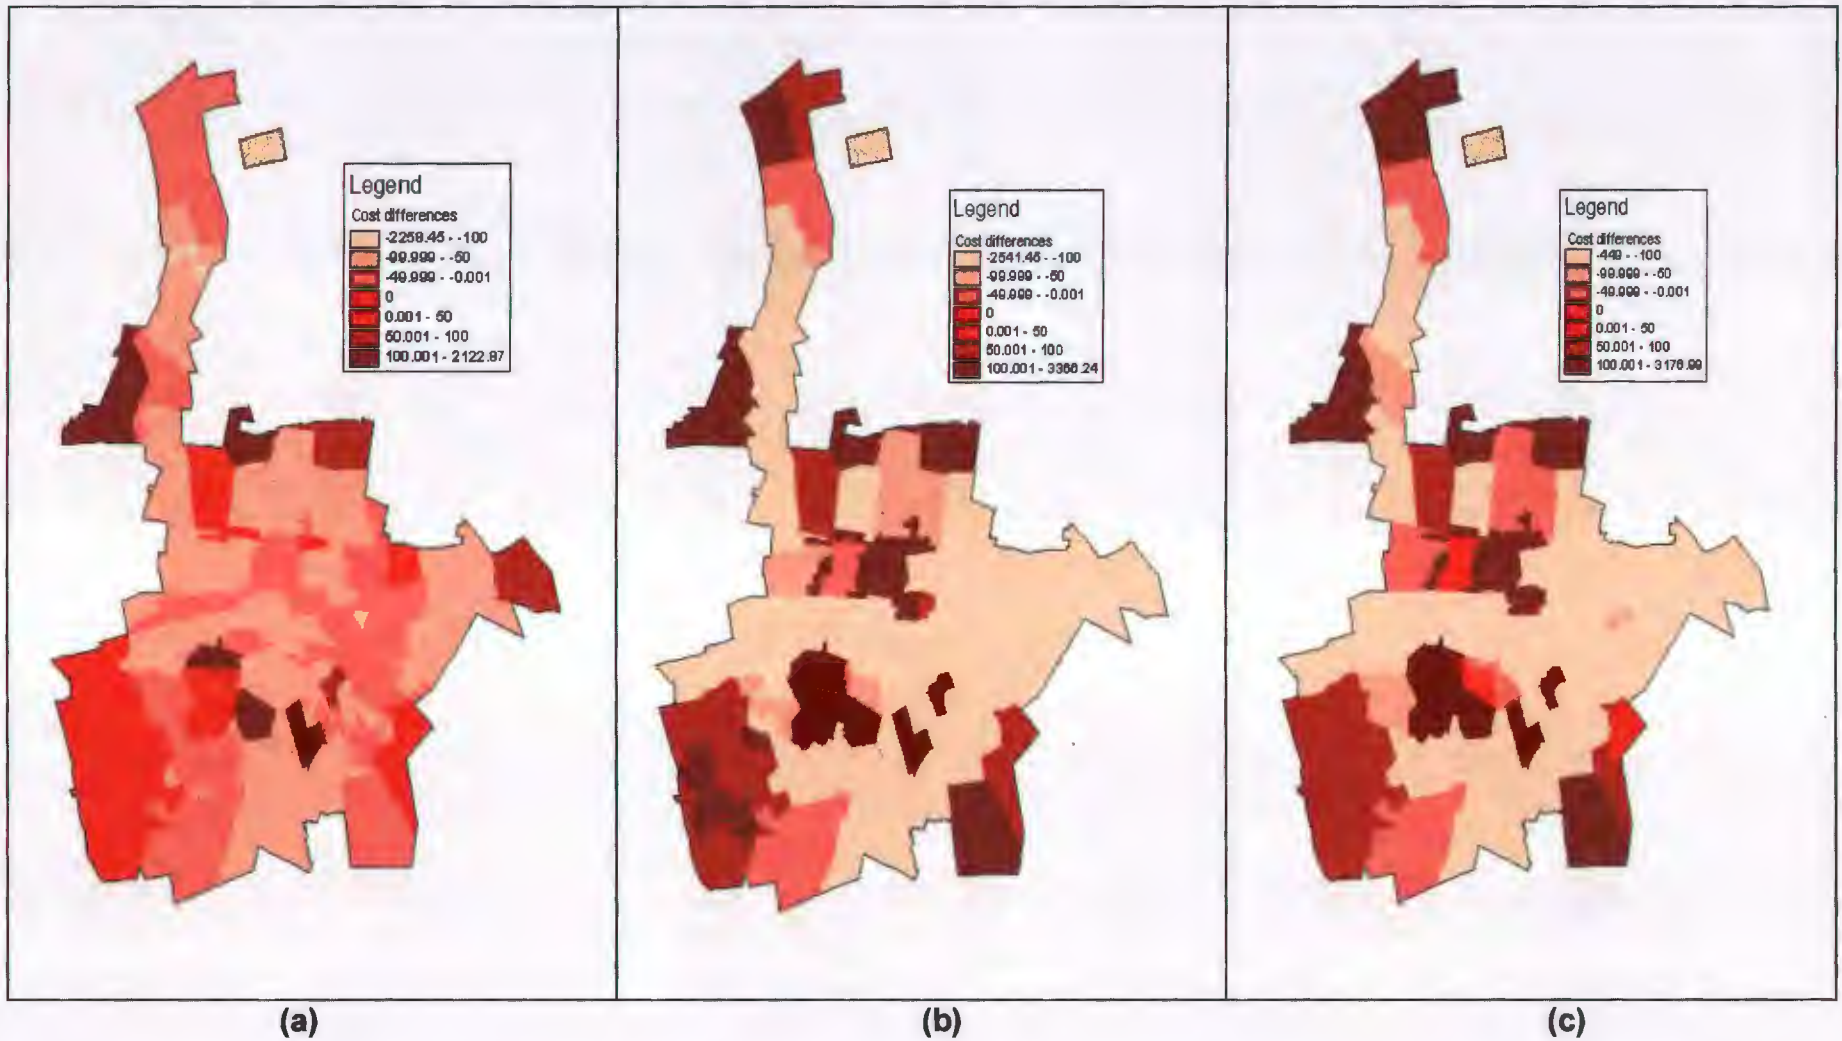 Legend
Cost differences
-2259.45 - -100
-99.999 - -50
-49.999 - -0.001
0
0.001 - 50
50.001 - 100
100.001 - 2122.87
Legend
Cost differences
-2541.45 - -100
-99.999 - -50
-49.999 - -0.001
0
0.001 - 50
50.001 - 100
100.001 - 3366.24
Legend
Cost differences
-449 - -100
-99.999 - -50
-49.999 - -0.001
0
0.001 - 50
50.001 - 100
100.001 - 3176.99
(a)
(b)
(c)